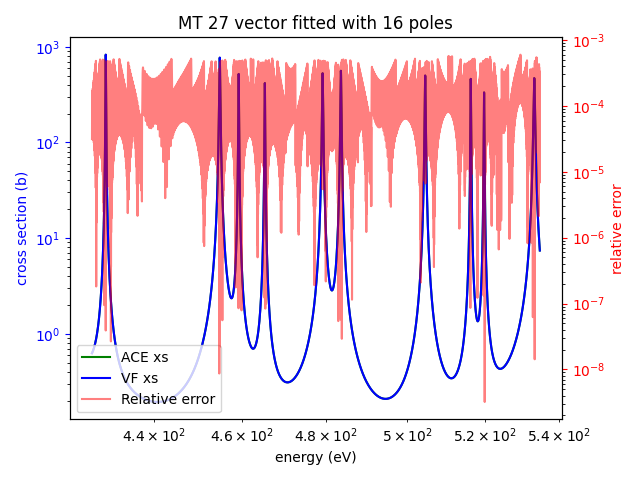 MT 27 vector fitted with 16 poles
10³
10²
10¹
10⁰
cross section (b)
10⁻³
10⁻⁴
10⁻⁵
10⁻⁶
10⁻⁷
10⁻⁸
relative error
ACE xs
VF xs
Relative error
4.4 × 10² 4.6 × 10² 4.8 × 10² 5 × 10² 5.2 × 10² 5.4 × 10²
energy (eV)